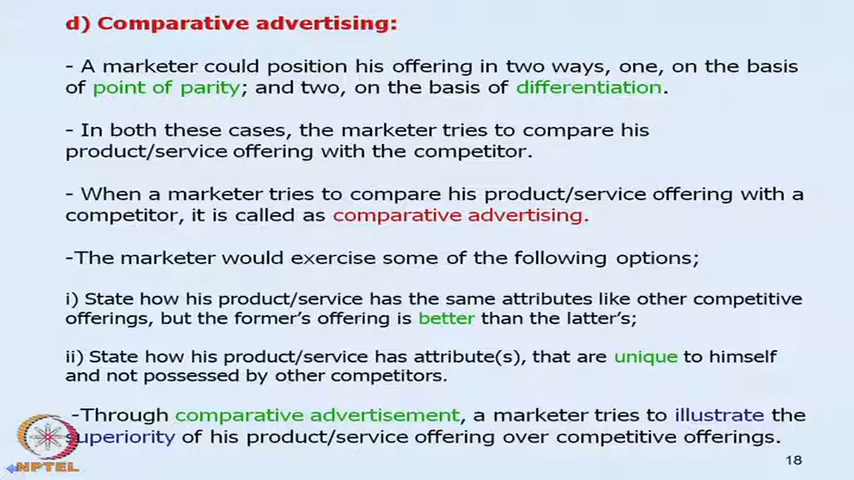 d) Comparative advertising:
- A marketer could position his offering in two ways, one, on the basis
of point of parity; and two, on the basis of differentiation.
- In both these cases, the marketer tries to compare his
product/service offering with the competitor.
- When a marketer tries to compare his product/service offering with a
competitor, it is called as comparative advertising.
-The marketer would exercise some of the following options;
i) State how his product/service has the same attributes like other competitive
offerings, but the former's offering is better than the latter's;
ii) State how his product/service has attribute(s), that are unique to himself
and not possessed by other competitors.
-Through comparative advertisement, a marketer tries to illustrate the
superiority of his product/service offering over competitive offerings.
NPTEL
18